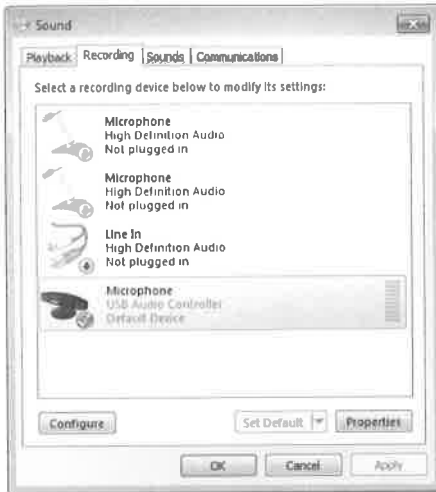 Sound
Playback Recording Sounds Communications
Select a recording device below to modify its settings:
Microphone
High Definition Audio
Not plugged in
Microphone
High Definition Audio
Not plugged in
Line In
High Definition Audio
Not plugged in
Microphone
USB Audio Controller
Default Device
Configure Set Default Properties
OK Cancel Apply